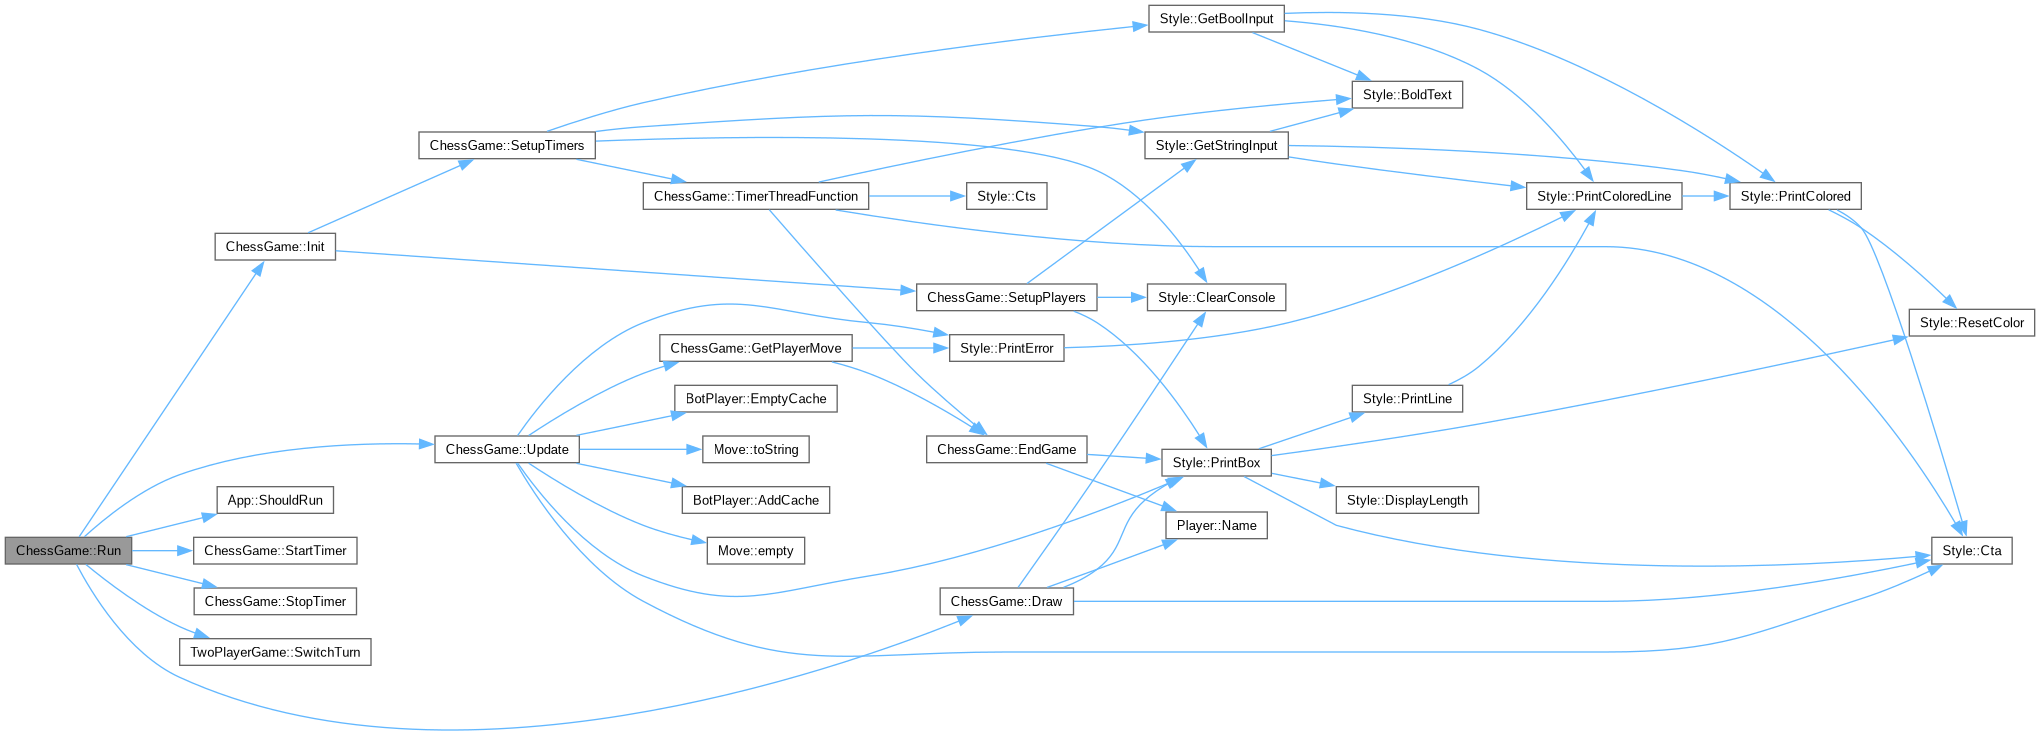 Style::GetBoolInput
Style::BoldText
ChessGame::SetupTimers
Style::GetStringInput
ChessGame::TimerThreadFunction
Style::Cts
Style::PrintColoredLine
Style::PrintColored
ChessGame::Init
ChessGame::SetupPlayers
Style::ClearConsole
Style::ResetColor
ChessGame::GetPlayerMove
Style::PrintError
BotPlayer::EmptyCache
Style::PrintLine
ChessGame::Update
Move::toString
ChessGame::EndGame
Style::PrintBox
App::ShouldRun
BotPlayer::AddCache
Style::DisplayLength
Player::Name
ChessGame::Run
ChessGame::StartTimer
Move::empty
Style::Cta
ChessGame::StopTimer
ChessGame::Draw
TwoPlayerGame::SwitchTurn